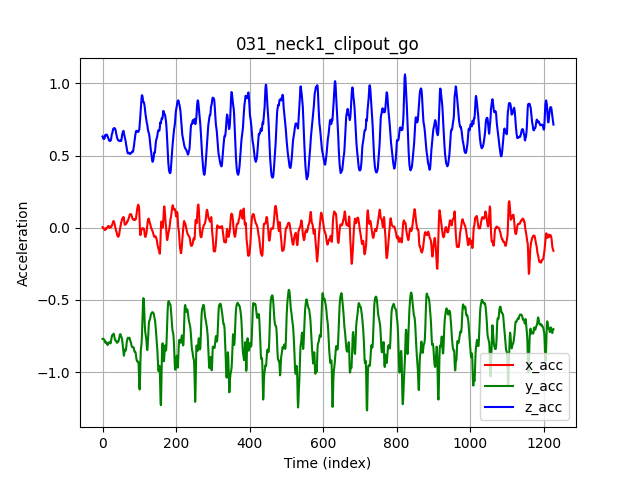 031_neck1_clipout_go
1.0
0.5
0.0
−0.5
−1.0
Acceleration
0 200 400 600 800 1000 1200
Time (index)
x_acc
y_acc
z_acc